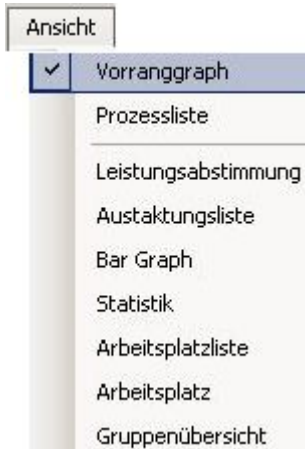 Ansicht
Vorranggraph
Prozessliste
Leistungsabstimmung
Austaktungsliste
Bar Graph
Statistik
Arbeitsplatzliste
Arbeitsplatz
Gruppenübersicht